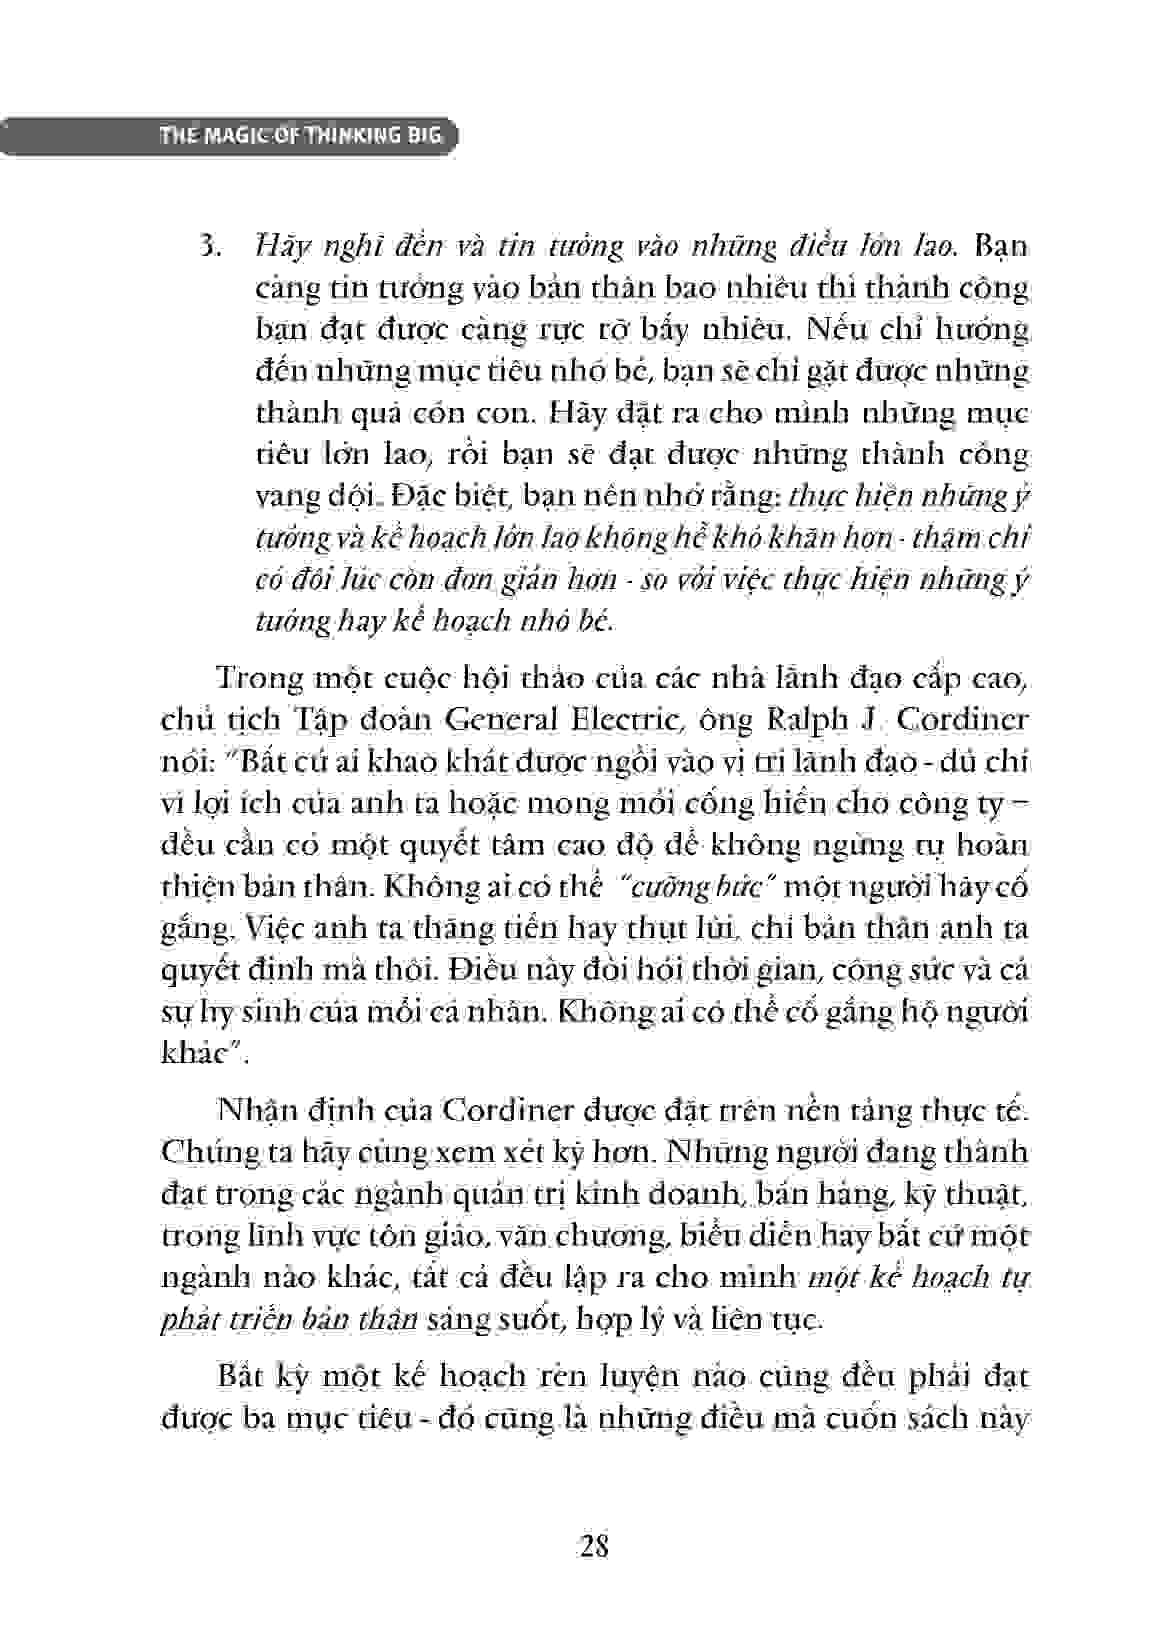 THE MAGIC OF THINKING BIG
3. Hãy nghĩ đến và tin tưởng vào những điều lớn lao. Bạn
càng tin tưởng vào bản thân bao nhiêu thì thành công
bạn đạt được càng rực rỡ bấy nhiêu. Nếu chỉ hướng
đến những mục tiêu nhỏ bé, bạn sẽ chỉ gặt được những
thành quả cỏn con. Hãy đặt ra cho mình những mục
tiêu lớn lao, rồi bạn sẽ đạt được những thành công
vang dội. Đặc biệt, bạn nên nhớ rằng: thực hiện những ý
tưởng và kế hoạch lớn lao không hề khó khăn hơn - thậm chí
có đôi lúc còn đơn giản hơn - so với việc thực hiện những ý
tưởng hay kế hoạch nhỏ bé.
Trong một cuộc hội thảo của các nhà lãnh đạo cấp cao,
chủ tịch Tập đoàn General Electric, ông Ralph J. Cordiner
nói: “Bất cứ ai khao khát được ngồi vào vị trí lãnh đạo - dù chỉ
vì lợi ích của anh ta hoặc mong mỏi cống hiến cho công ty –
đều cần có một quyết tâm cao độ để không ngừng tự hoàn
thiện bản thân. Không ai có thể “cưỡng bức” một người hãy cố
gắng. Việc anh ta thăng tiến hay thụt lùi, chỉ bản thân anh ta
quyết định mà thôi. Điều này đòi hỏi thời gian, công sức và cả
sự hy sinh của mỗi cá nhân. Không ai có thể cố gắng hộ người
khác”.
Nhận định của Cordiner được đặt trên nền tảng thực tế.
Chúng ta hãy cùng xem xét kỹ hơn. Những người đang thành
đạt trong các ngành quản trị kinh doanh, bán hàng, kỹ thuật,
trong lĩnh vực tôn giáo, văn chương, biểu diễn hay bất cứ một
ngành nào khác, tất cả đều lập ra cho mình một kế hoạch tự
phát triển bản thân sáng suốt, hợp lý và liên tục.
Bất kỳ một kế hoạch rèn luyện nào cũng đều phải đạt
được ba mục tiêu - đó cũng là những điều mà cuốn sách này
28